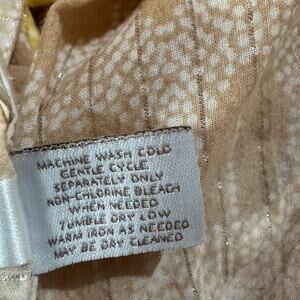 MACHINE WASH COLD
GENTLE CYCLE
SEPARATELY ONLY
NON-CHLORINE BLEACH
WHEN NEEDED
TUMBLE DRY LOW
WARM IRON AS NEEDED
MAY BE DRY CLEANED